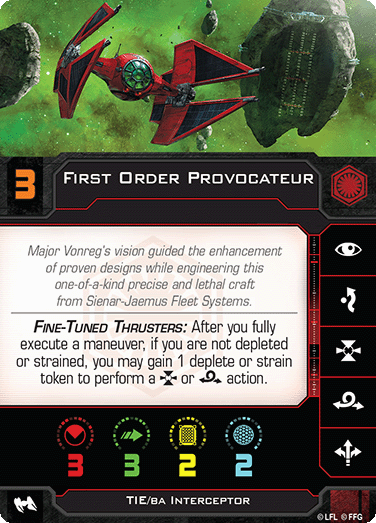 3 First Order Provocateur
Major Vonreg's vision guided the enhancement
of proven designs while engineering this
one-of-a-kind precise and lethal craft
from Sienar-Jaemus Fleet Systems.
Fine-Tuned Thrusters: After you fully
execute a maneuver, if you are not depleted
or strained, you may gain 1 deplete or strain
token to perform a or action.
3 3 2 2
TIE/ba Interceptor
© LFL © FFG